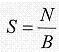 S = N/B